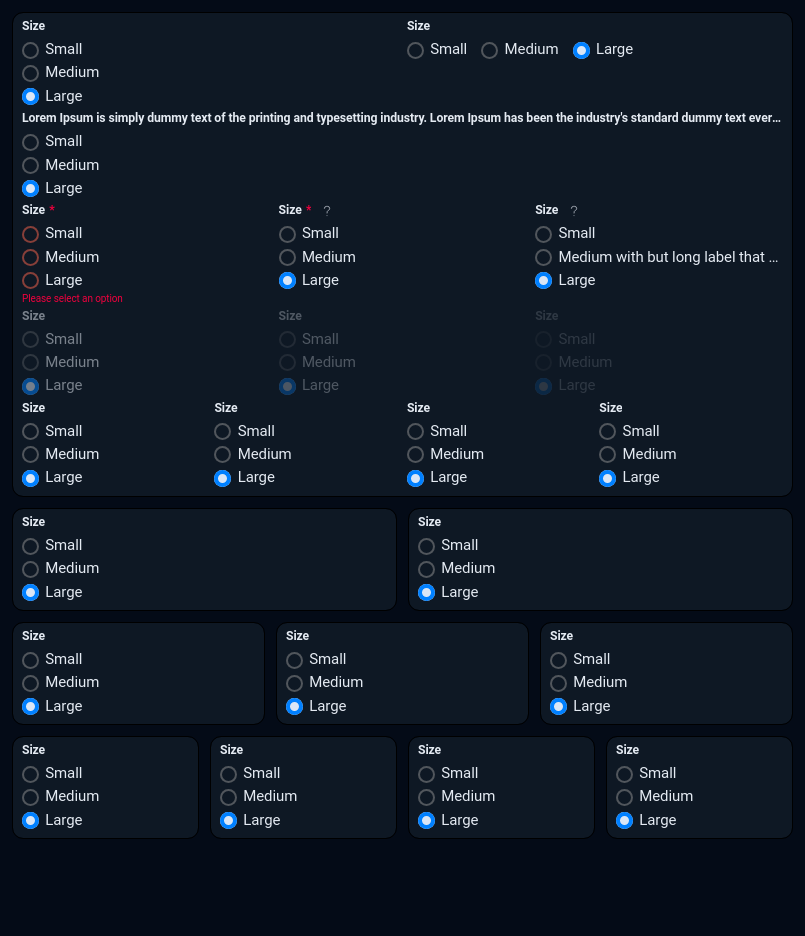 Size Size
Small Small Medium Large
Medium
Large
Lorem Ipsum is simply dummy text of the printing and typesetting industry. Lorem Ipsum has been the industry's standard dummy text ever...
Small
Medium
Large
Size * Size * ? Size ?
Small Small Small
Medium Medium Medium with but long label that ...
Large Large Large
Please select an option
Size Size Size
Small Small Small
Medium Medium Medium
Large Large Large
Size Size Size Size
Small Small Small Small
Medium Medium Medium Medium
Large Large Large Large
Size Size
Small Small
Medium Medium
Large Large
Size Size Size
Small Small Small
Medium Medium Medium
Large Large Large
Size Size Size Size
Small Small Small Small
Medium Medium Medium Medium
Large Large Large Large